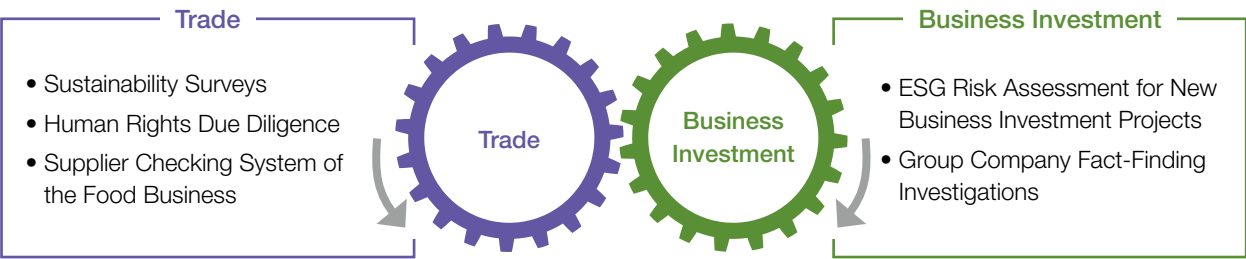 Trade
• Sustainability Surveys
• Human Rights Due Diligence
• Supplier Checking System of
the Food Business
Trade
Business
Investment
Business Investment
• ESG Risk Assessment for New
Business Investment Projects
• Group Company Fact-Finding
Investigations